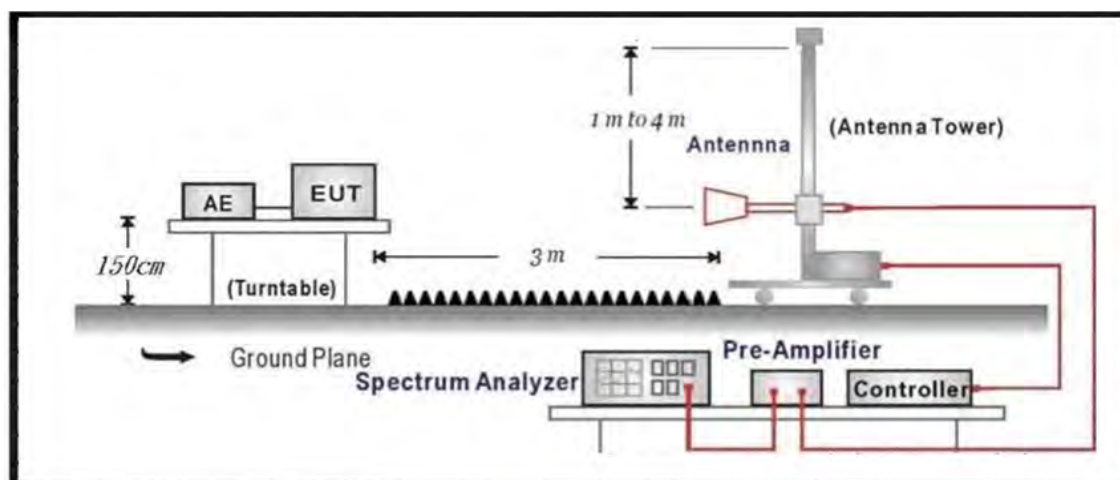 1 m to 4 m
(Antenna Tower)
Antennna
AE
EUT
150cm
3 m
(Turntable)
Ground Plane
Pre-Amplifier
Spectrum Analyzer
Controller